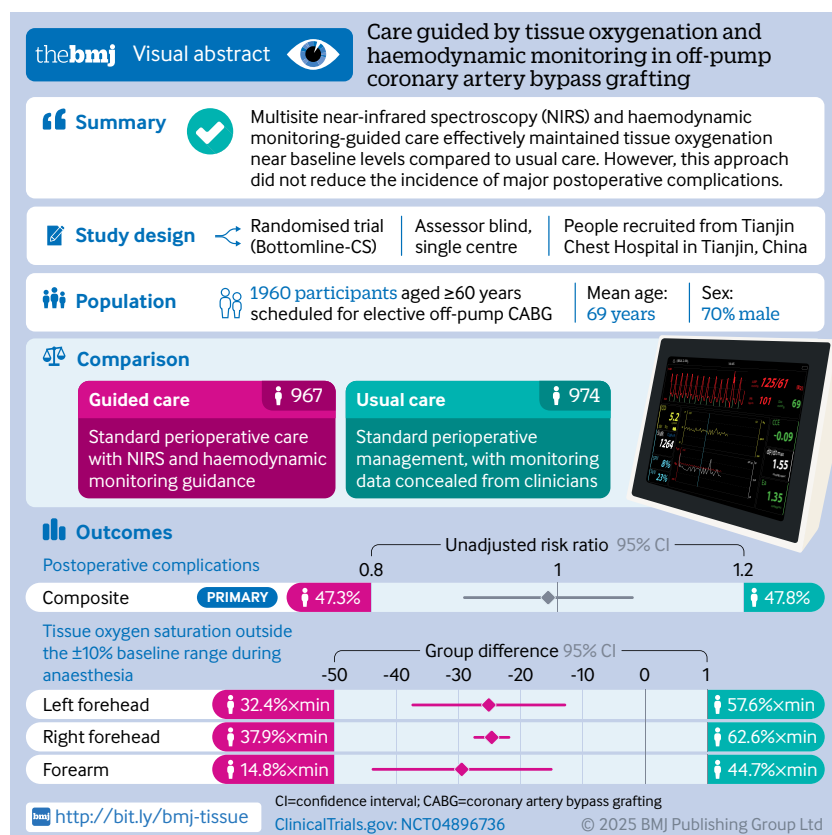 thebmj Visual abstract
Care guided by tissue oxygenation and
haemodynamic monitoring in off-pump
coronary artery bypass grafting
Summary
Multisite near-infrared spectroscopy (NIRS) and haemodynamic
monitoring-guided care effectively maintained tissue oxygenation
near baseline levels compared to usual care. However, this approach
did not reduce the incidence of major postoperative complications.
Study design
Randomised trial
(Bottomline-CS)
Assessor blind,
single centre
People recruited from Tianjin
Chest Hospital in Tianjin, China
Population
1960 participants aged ≥60 years
scheduled for elective off-pump CABG
Mean age:
69 years
Sex:
70% male
Comparison
Guided care 967
Standard perioperative care
with NIRS and haemodynamic
monitoring guidance
Usual care 974
Standard perioperative
management, with monitoring
data concealed from clinicians
125/61
101
69
5.2
-0.09
1264
1.55
8%
23%
1.35
Outcomes
Postoperative complications
Unadjusted risk ratio 95% CI
0.8 1 1.2
Composite PRIMARY 47.3% 47.8%
Tissue oxygen saturation outside
the ±10% baseline range during
anaesthesia
Group difference 95% CI
-50 -40 -30 -20 -10 0 1
Left forehead 32.4%×min 57.6%×min
Right forehead 37.9%×min 62.6%×min
Forearm 14.8%×min 44.7%×min
bmj http://bit.ly/bmj-tissue
CI=confidence interval; CABG=coronary artery bypass grafting
ClinicalTrials.gov: NCT04896736
© 2025 BMJ Publishing Group Ltd